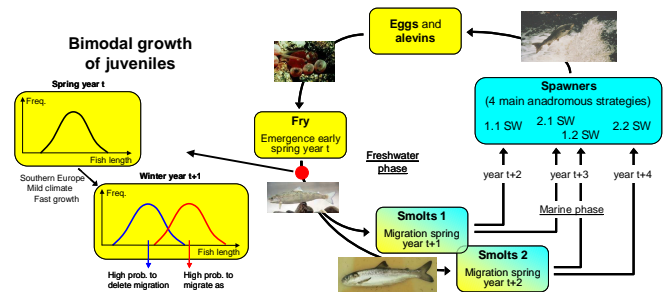 Bimodal growth
of juveniles
Spring year t
Freq.
Fish length
Southern Europe
Mild climate
Fast growth
Winter year t+1
Freq.
Fish length
High prob. to
delete migration
High prob. to
migrate as
Eggs and
alevins
Fry
Emergence early
spring year t
Freshwater
phase
Spawners
(4 main anadromous strategies)
1.1 SW
2.1 SW
1.2 SW
2.2 SW
year t+2
year t+3
year t+4
Marine phase
Smolts 1
Migration spring
year t+1
Smolts 2
Migration spring
year t+2